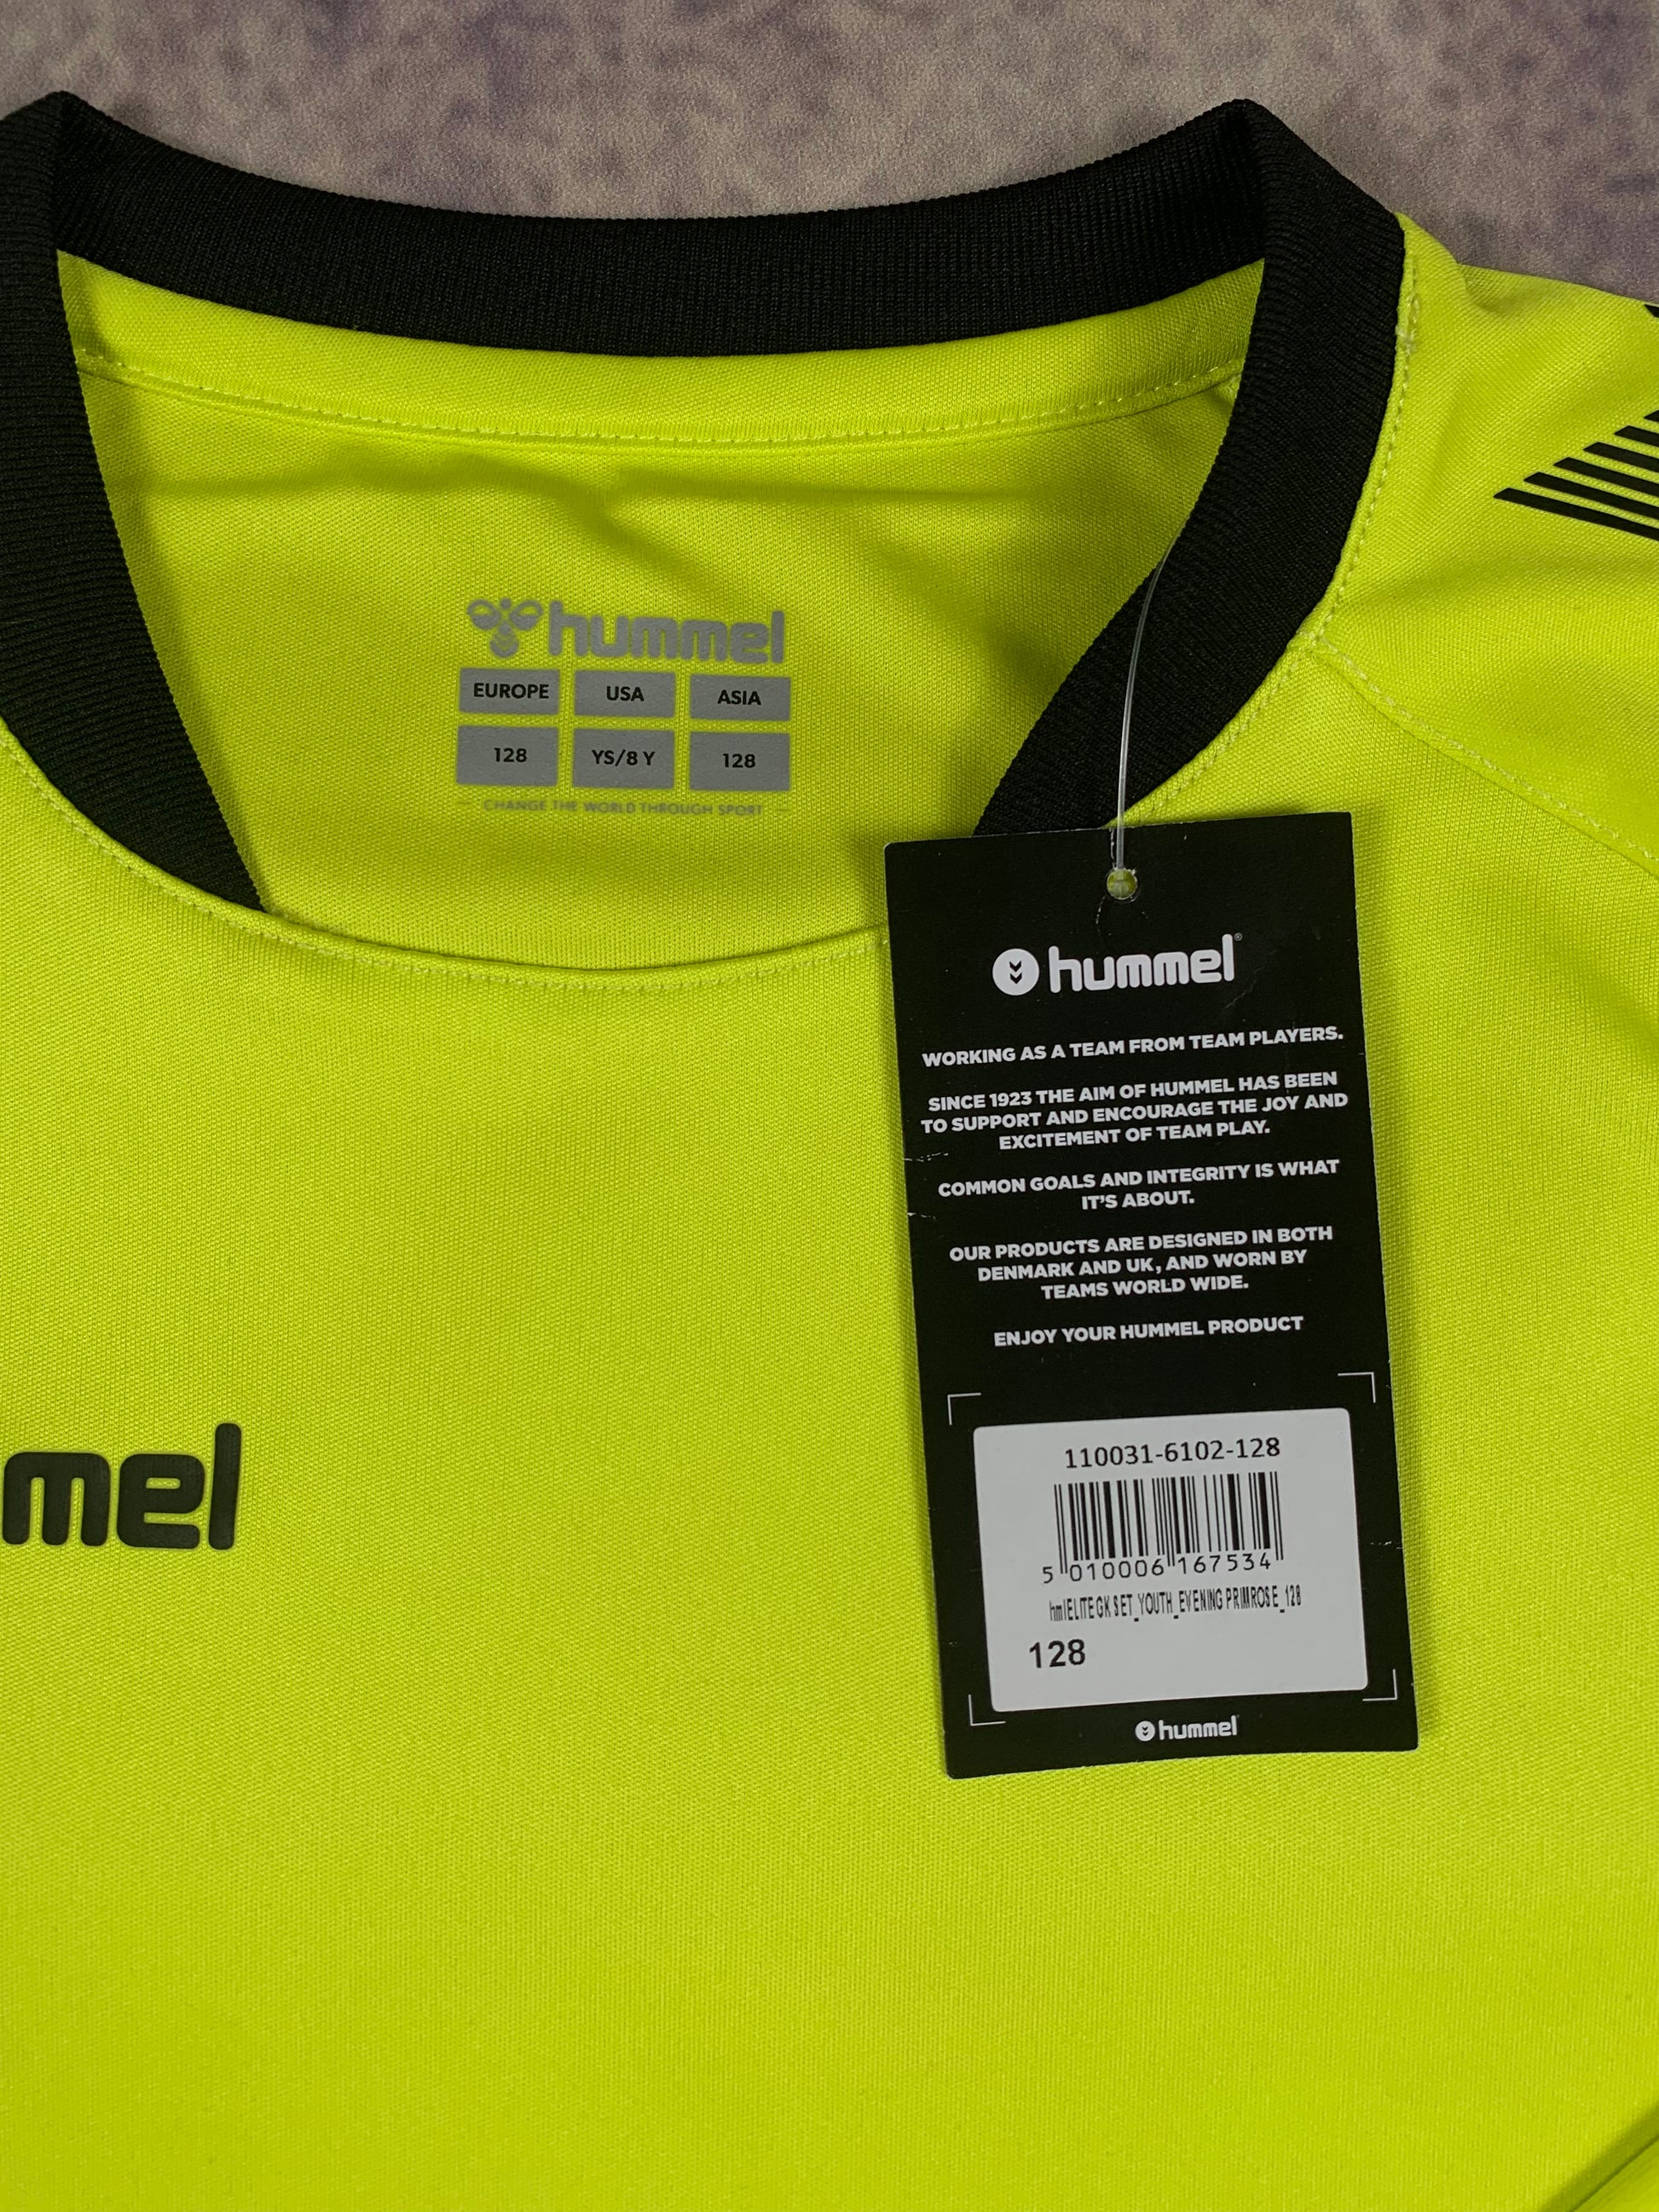 hummel
EUROPE USA ASIA
128 YS/8 Y 128
CHANGE THE WORLD THROUGH SPORT
hummel®
WORKING AS A TEAM FROM TEAM PLAYERS.
SINCE 1923 THE AIM OF HUMMEL HAS BEEN
TO SUPPORT AND ENCOURAGE THE JOY AND
EXCITEMENT OF TEAM PLAY.
COMMON GOALS AND INTEGRITY IS WHAT
IT'S ABOUT.
OUR PRODUCTS ARE DESIGNED IN BOTH
DENMARK AND UK, AND WORN BY
TEAMS WORLD WIDE.
ENJOY YOUR HUMMEL PRODUCT
110031-6102-128
5 010006 167534
hmlELITE GK SET_YOUTH_EVENING PRIMROSE_128
128
hummel
mel